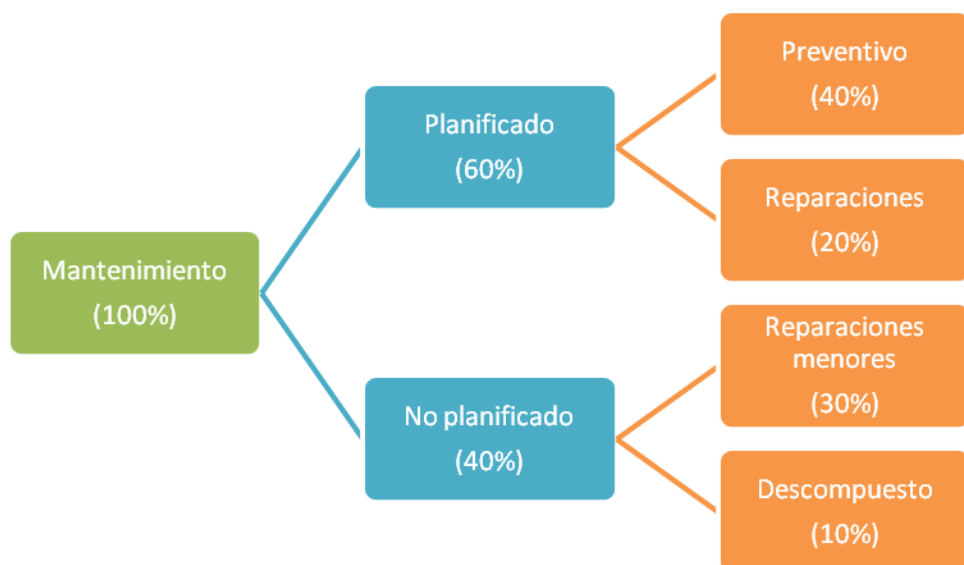 Mantenimiento
(100%)
Planificado
(60%)
Preventivo
(40%)
Reparaciones
(20%)
No planificado
(40%)
Reparaciones
menores
(30%)
Descompuesto
(10%)